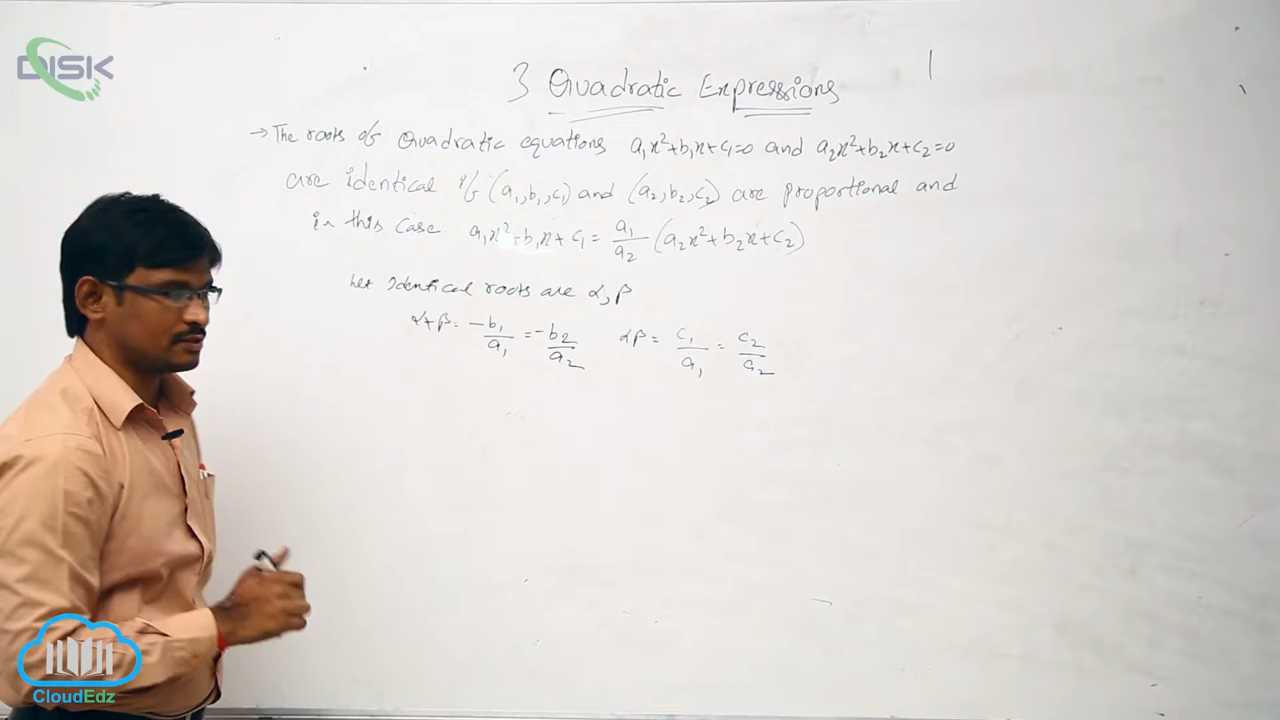 DISK
3 Quadratic Expressions
→ The roots of Quadratic equations a₁x²+b₁x+c₁=0 and a₂x²+b₂x+c₂=0
are identical if (a₁,b₁,c₁) and (a₂,b₂,c₂) are proportional and
in this case a₁x²+b₁x+c₁ = a₁/a₂ (a₂x²+b₂x+c₂)
Let identical roots are α, β
α+β = -b₁/a₁ = -b₂/a₂ αβ = c₁/a₁ = c₂/a₂
CloudEdz